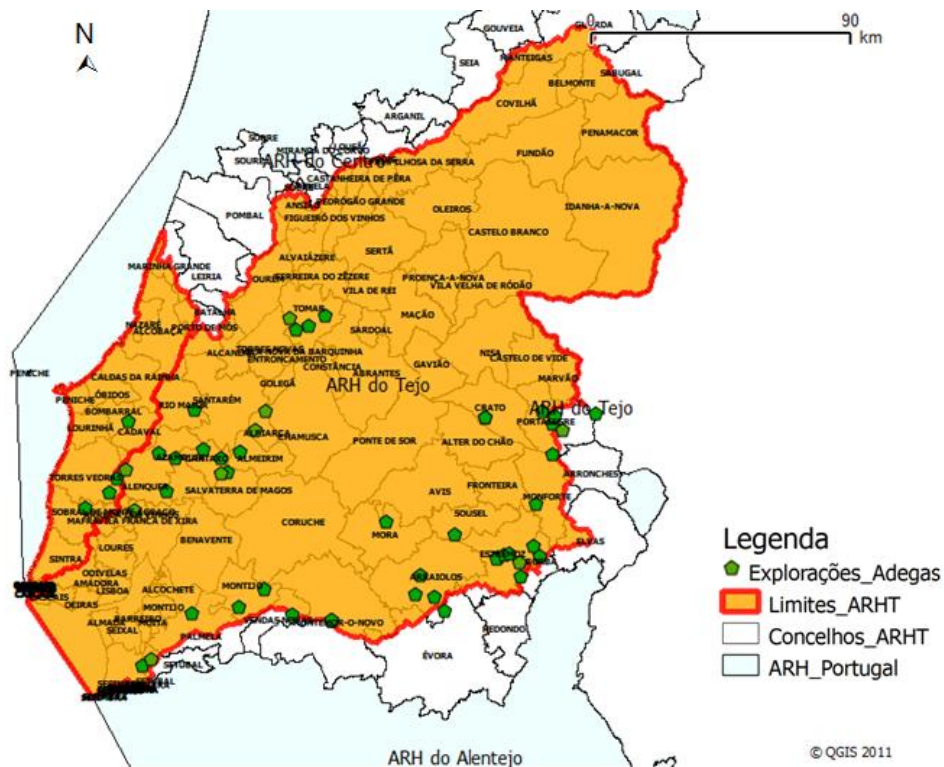 N
0
90
km
GOUVEIA
SEIA
MANTEIGAS
SABUGAL
BELMONTE
COVILHÃ
ARGANIL
PENAMACOR
FUNDÃO
ARH do Centro
CASTANHEIRA DE PÊRA
PEDRÓGÃO GRANDE
OLEIROS
IDANHA-A-NOVA
POMBAL
FIGUEIRÓ DOS VINHOS
CASTELO BRANCO
SERTÃ
ALVAIÁZERE
MARINHA GRANDE
LEIRIA
FERREIRA DO ZÊZERE
PROENÇA-A-NOVA
VILA VELHA DE RÓDÃO
VILA DE REI
BATALHA
TOMAR
MAÇÃO
NAZARÉ
ALCOBAÇA
PORTO DE MÓS
SARDOAL
ENTRONCAMENTO
CONSTÂNCIA
ABRANTES
GAVIÃO
NISA
CASTELO DE VIDE
MARVÃO
PENICHE
CALDAS DA RAINHA
GOLEGÃ
ARH do Tejo
ÓBIDOS
PENICHE
BOMBARRAL
RIO MAIOR
SANTARÉM
CRATO
ARH do Tejo
PORTALEGRE
LOURINHÃ
CADAVAL
ALPIARÇA
CHAMUSCA
PONTE DE SOR
ALTER DO CHÃO
ALMEIRIM
ARRONCHES
TORRES VEDRAS
ALENQUER
SALVATERRA DE MAGOS
AVIS
FRONTEIRA
MONFORTE
SOUSEL
CORUCHE
MORA
BENAVENTE
ELVAS
SINTRA
LOURES
ESTREMOZ
ODIVELAS
AMADORA
LISBOA
ALCOCHETE
MONTIJO
ARRAIOLOS
OEIRAS
MONTIJO
ALMADA
BARREIRO
MOITA
SEIXAL
PALMELA
REDONDO
SETÚBAL
ÉVORA
ARH do Alentejo
Legenda
Explorações_Adegas
Limites_ARHT
Concelhos_ARHT
ARH_Portugal
© QGIS 2011